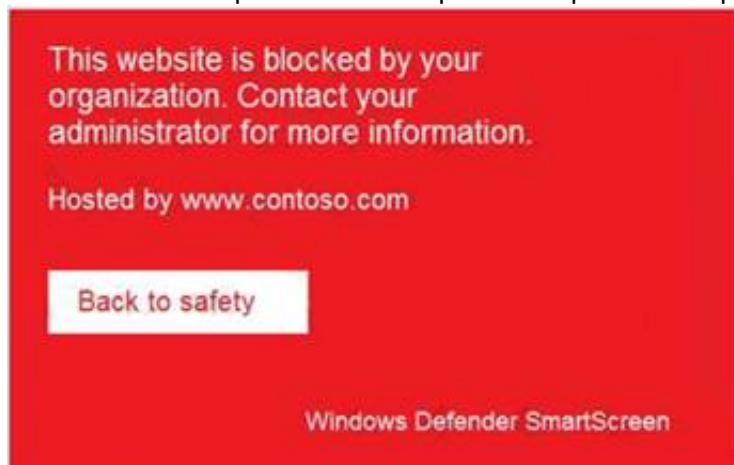 This website is blocked by your
organization. Contact your
administrator for more information.
Hosted by www.contoso.com
Back to safety
Windows Defender SmartScreen